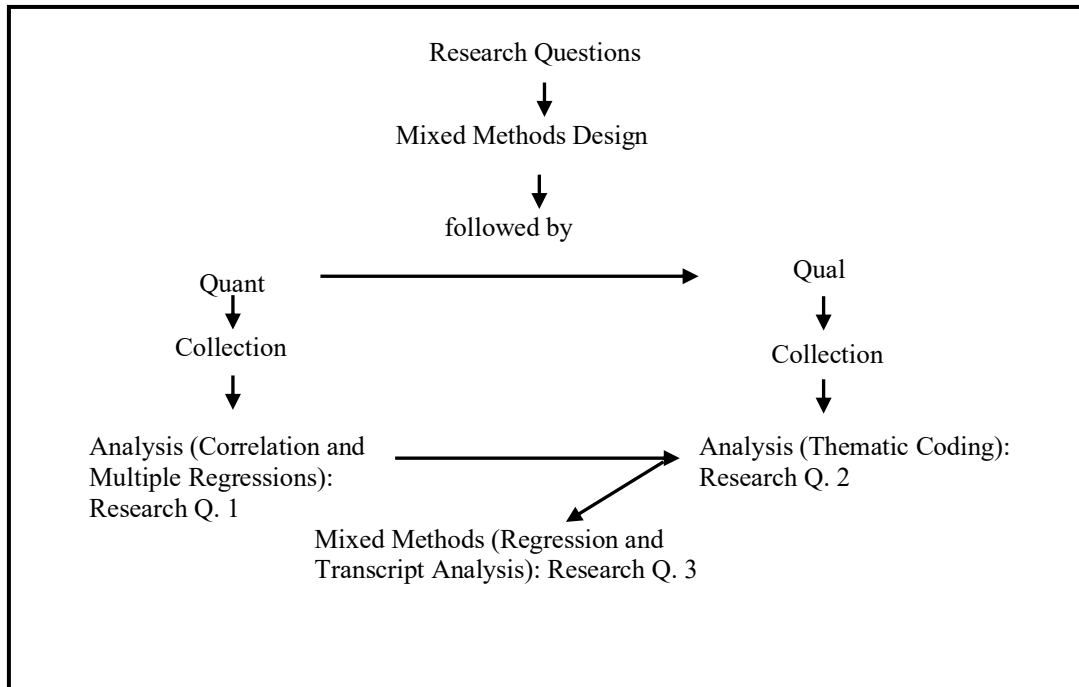 Research Questions
Mixed Methods Design
followed by
Quant
Qual
Collection
Collection
Analysis (Correlation and
Multiple Regressions):
Research Q. 1
Analysis (Thematic Coding):
Research Q. 2
Mixed Methods (Regression and
Transcript Analysis): Research Q. 3